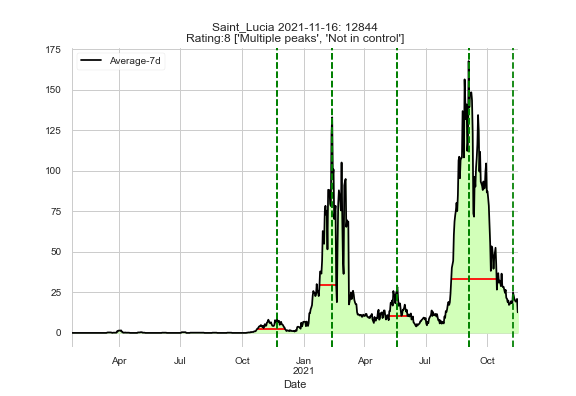 Saint_Lucia 2021-11-16: 12844
Rating:8 ['Multiple peaks', 'Not in control']
Average-7d
175
150
125
100
75
50
25
0
Apr Jul Oct Jan Apr Jul Oct
2021
Date